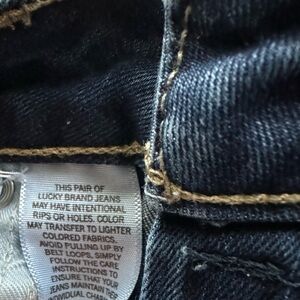 THIS PAIR OF
LUCKY BRAND JEANS
MAY HAVE INTENTIONAL
RIPS OR HOLES. COLOR
MAY TRANSFER TO LIGHTER
COLORED FABRICS.
AVOID PULLING UP BY
BELT LOOPS, SIMPLY
FOLLOW THE CARE
INSTRUCTIONS TO
ENSURE THAT YOUR
JEANS MAINTAIN